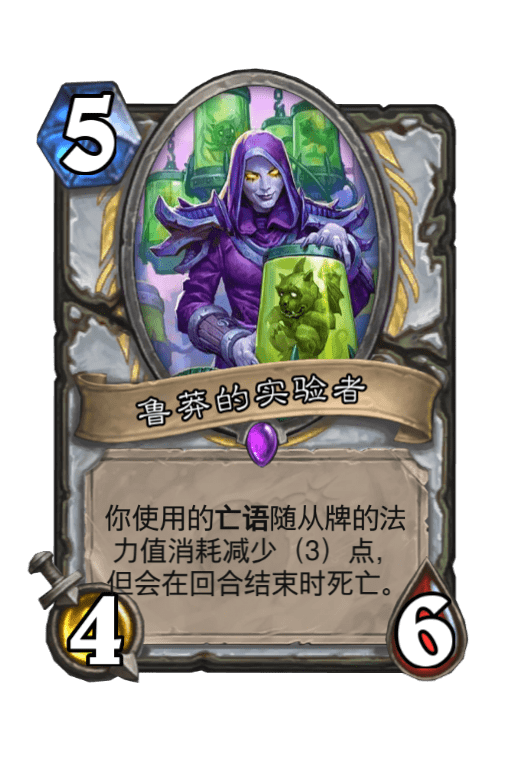 5
鲁莽的实验者
你使用的亡语随从牌的法
力值消耗减少（3）点，
但会在回合结束时死亡。
4
6